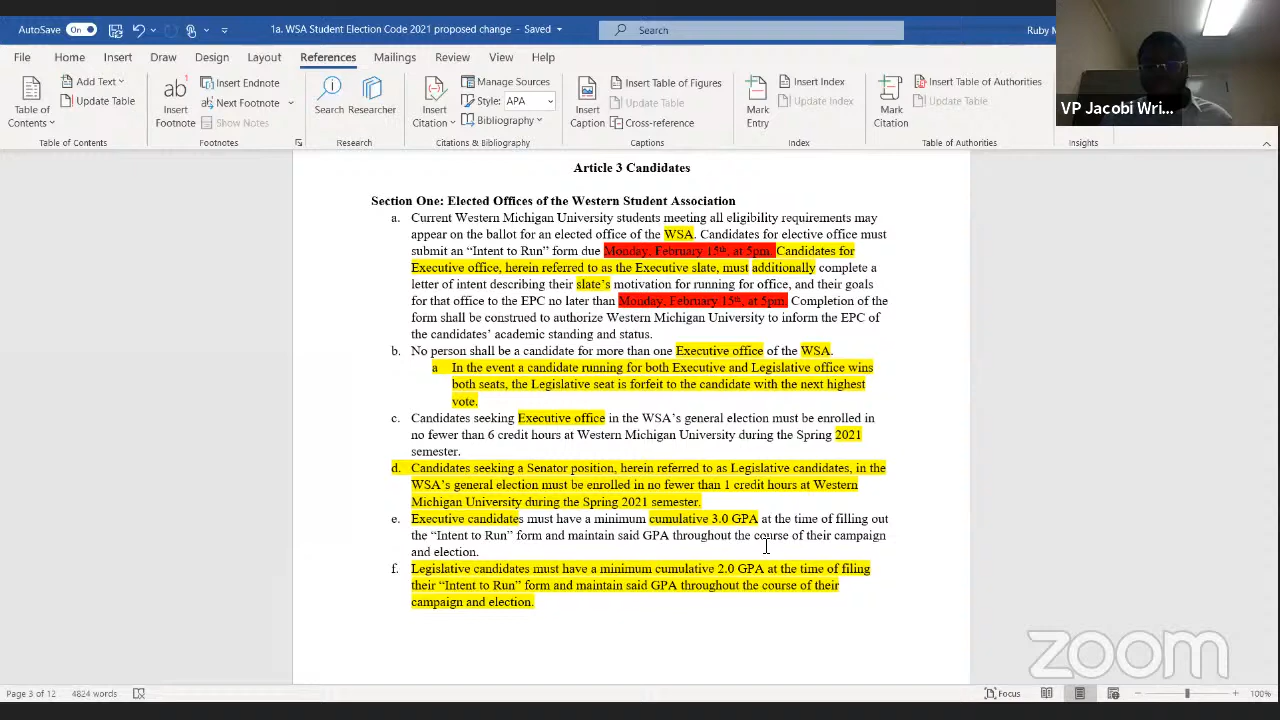 AutoSave On
1a. WSA Student Election Code 2021 proposed change - Saved
Search
Ruby
VP Jacobi Wri...
File Home Insert Draw Design Layout References Mailings Review View Help
Table of Contents
Add Text
Update Table
Table of Contents
ab1
Insert Footnote
Insert Endnote
Next Footnote
Show Notes
Footnotes
Search
Researcher
Research
Insert Citation
Manage Sources
Style: APA
Bibliography
Citations & Bibliography
Insert Caption
Insert Table of Figures
Update Table
Cross-reference
Captions
Mark Entry
Insert Index
Update Index
Index
Mark Citation
Insert Table of Authorities
Update Table
Table of Authorities
Insights
Article 3 Candidates
Section One: Elected Offices of the Western Student Association
a. Current Western Michigan University students meeting all eligibility requirements may
appear on the ballot for an elected office of the WSA. Candidates for elective office must
submit an “Intent to Run” form due Monday, February 15th, at 5pm. Candidates for
Executive office, herein referred to as the Executive slate, must additionally complete a
letter of intent describing their slate’s motivation for running for office, and their goals
for that office to the EPC no later than Monday, February 15th, at 5pm. Completion of the
form shall be construed to authorize Western Michigan University to inform the EPC of
the candidates’ academic standing and status.
b. No person shall be a candidate for more than one Executive office of the WSA.
a In the event a candidate running for both Executive and Legislative office wins
both seats, the Legislative seat is forfeit to the candidate with the next highest
vote.
c. Candidates seeking Executive office in the WSA’s general election must be enrolled in
no fewer than 6 credit hours at Western Michigan University during the Spring 2021
semester.
d. Candidates seeking a Senator position, herein referred to as Legislative candidates, in the
WSA’s general election must be enrolled in no fewer than 1 credit hours at Western
Michigan University during the Spring 2021 semester.
e. Executive candidates must have a minimum cumulative 3.0 GPA at the time of filling out
the “Intent to Run” form and maintain said GPA throughout the course of their campaign
and election.
f. Legislative candidates must have a minimum cumulative 2.0 GPA at the time of filing
their “Intent to Run” form and maintain said GPA throughout the course of their
campaign and election.
zoom
Page 3 of 12 4824 words
Focus
100%